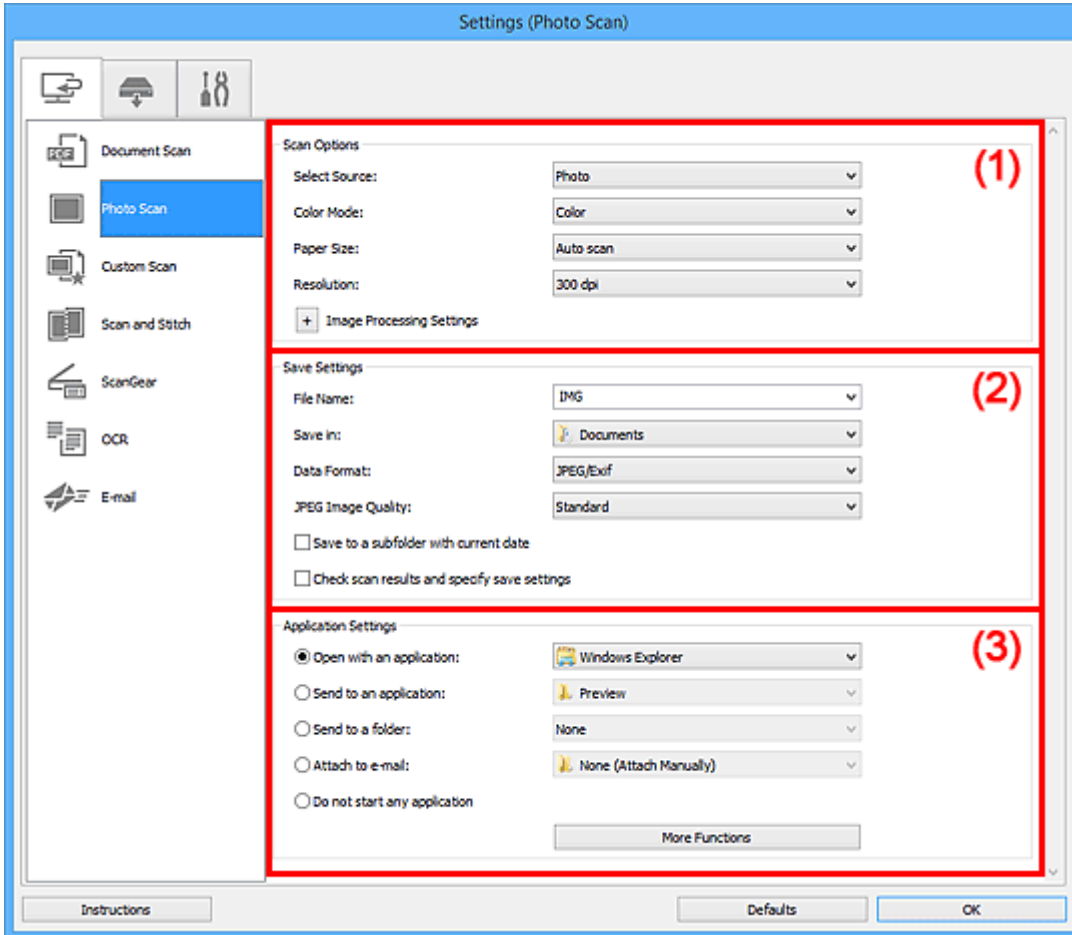 Settings (Photo Scan)
Document Scan
Photo Scan
Custom Scan
Scan and Stitch
ScanGear
OCR
E-mail
Scan Options
(1)
Select Source: Photo
Color Mode: Color
Paper Size: Auto scan
Resolution: 300 dpi
+ Image Processing Settings
Save Settings
(2)
File Name: IMG
Save in: Documents
Data Format: JPEG/Exif
JPEG Image Quality: Standard
Save to a subfolder with current date
Check scan results and specify save settings
Application Settings
(3)
Open with an application: Windows Explorer
Send to an application: Preview
Send to a folder: None
Attach to e-mail: None (Attach Manually)
Do not start any application
More Functions
Instructions
Defaults
OK